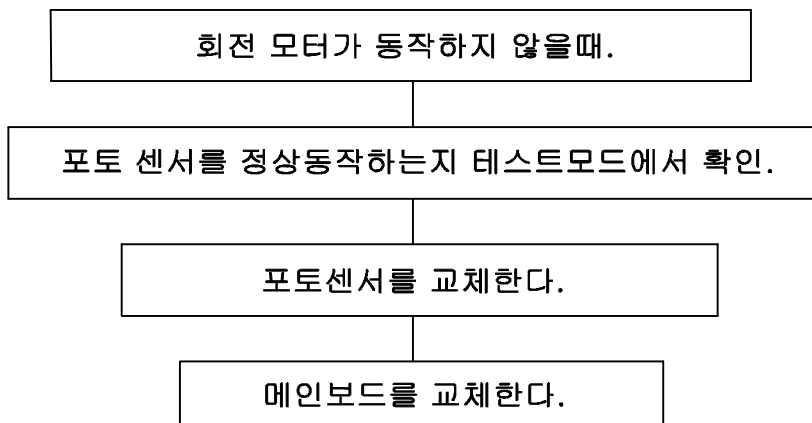 회전 모터가 동작하지 않을때.
포토 센서를 정상동작하는지 테스트모드에서 확인.
포토센서를 교체한다.
메인보드를 교체한다.